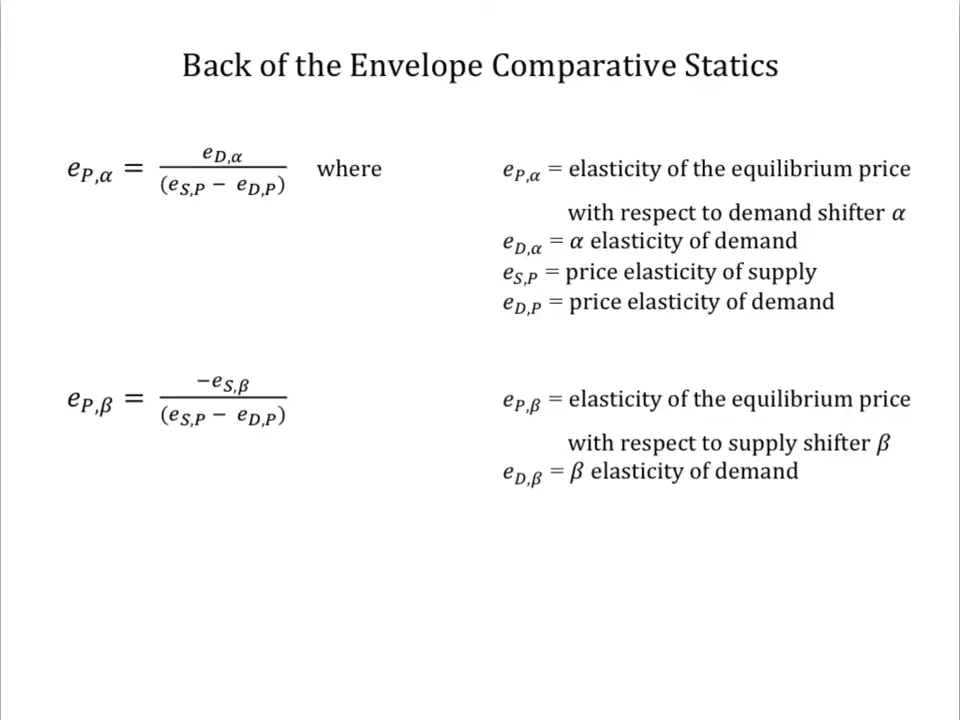 Back of the Envelope Comparative Statics
e_{P,α} = e_{D,α} / (e_{S,P} − e_{D,P}) where e_{P,α} = elasticity of the equilibrium price
with respect to demand shifter α
e_{D,α} = α elasticity of demand
e_{S,P} = price elasticity of supply
e_{D,P} = price elasticity of demand
e_{P,β} = −e_{S,β} / (e_{S,P} − e_{D,P}) e_{P,β} = elasticity of the equilibrium price
with respect to supply shifter β
e_{D,β} = β elasticity of demand